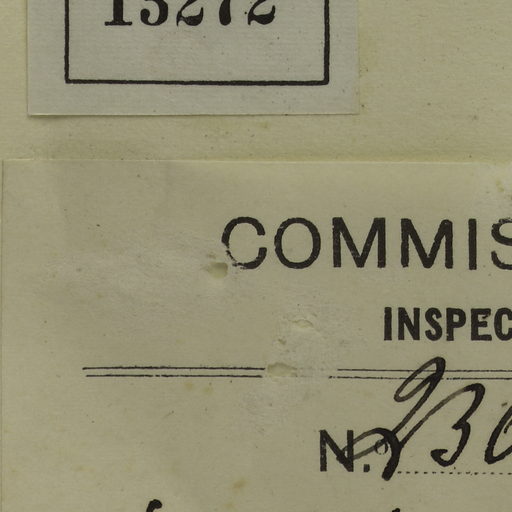 13272
COMMIS
INSPEC
N.º 230